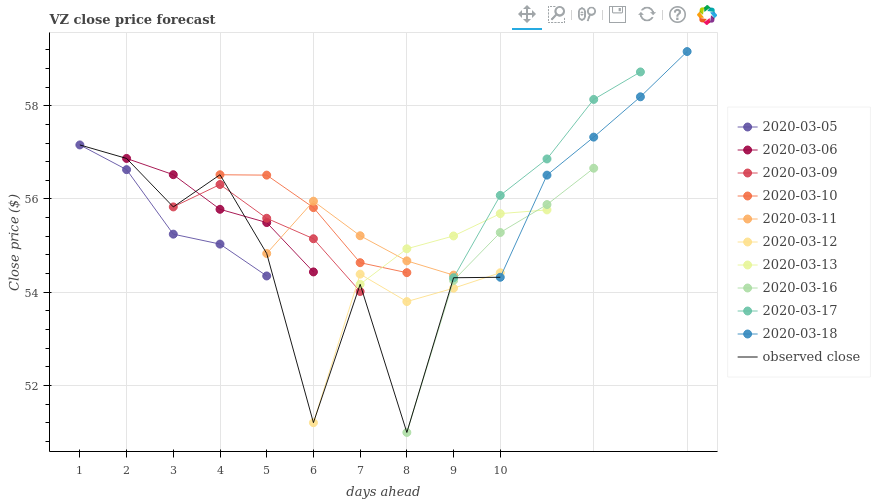 VZ close price forecast
58
56
54
52
Close price ($)
1 2 3 4 5 6 7 8 9 10
days ahead
2020-03-05
2020-03-06
2020-03-09
2020-03-10
2020-03-11
2020-03-12
2020-03-13
2020-03-16
2020-03-17
2020-03-18
observed close